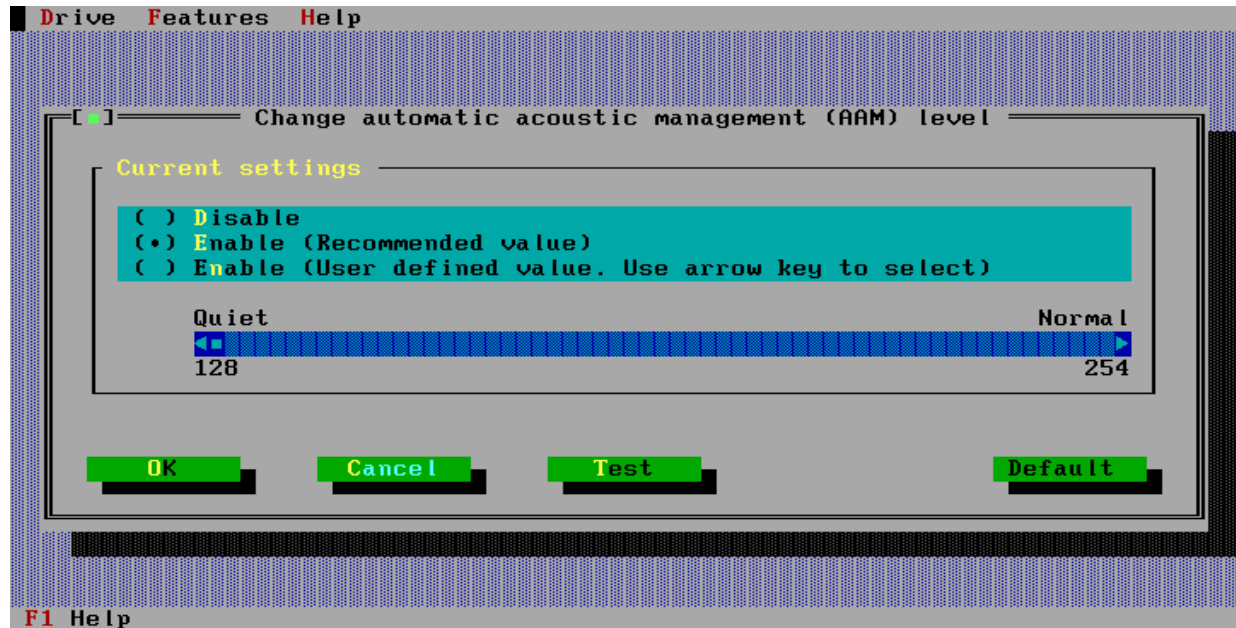 Drive Features Help
[■] Change automatic acoustic management (AAM) level
Current settings
( ) Disable
(•) Enable (Recommended value)
( ) Enable (User defined value. Use arrow key to select)
Quiet Normal
128 254
OK Cancel Test Default
F1 Help